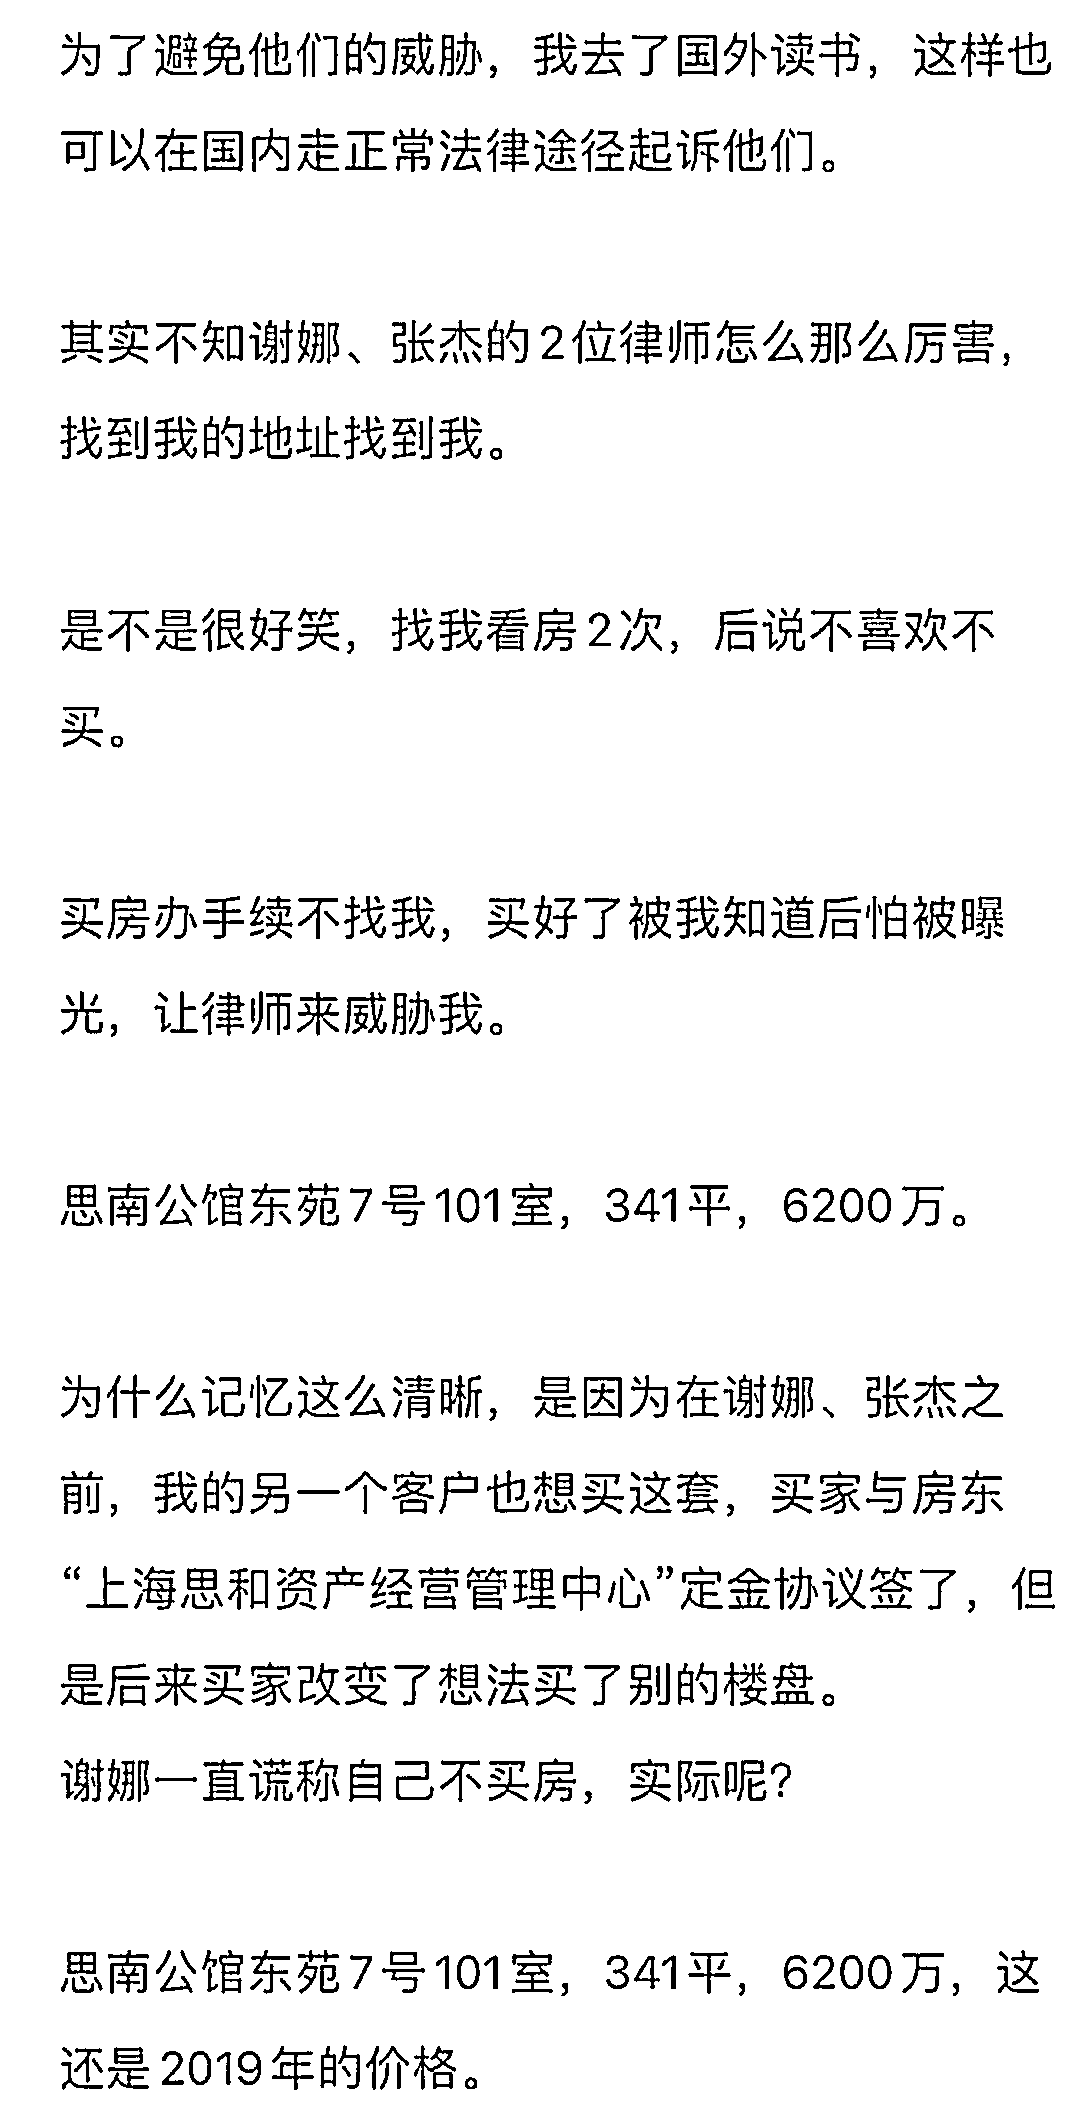 为了避免他们的威胁，我去了国外读书，这样也
可以在国内走正常法律途径起诉他们。
其实不知谢娜、张杰的2位律师怎么那么厉害，
找到我的地址找到我。
是不是很好笑，找我看房2次，后说不喜欢不
买。
买房办手续不找我，买好了被我知道后怕被曝
光，让律师来威胁我。
思南公馆东苑7号101室，341平，6200万。
为什么记忆这么清晰，是因为在谢娜、张杰之
前，我的另一个客户也想买这套，买家与房东
“上海思和资产经营管理中心”定金协议签了，但
是后来买家改变了想法买了别的楼盘。
谢娜一直谎称自己不买房，实际呢?
思南公馆东苑7号101室，341平，6200万，这
还是2019年的价格。